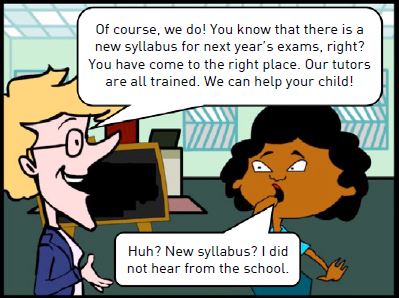 Of course, we do! You know that there is a
new syllabus for next year's exams, right?
You have come to the right place. Our tutors
are all trained. We can help your child!
Huh? New syllabus? I did
not hear from the school.